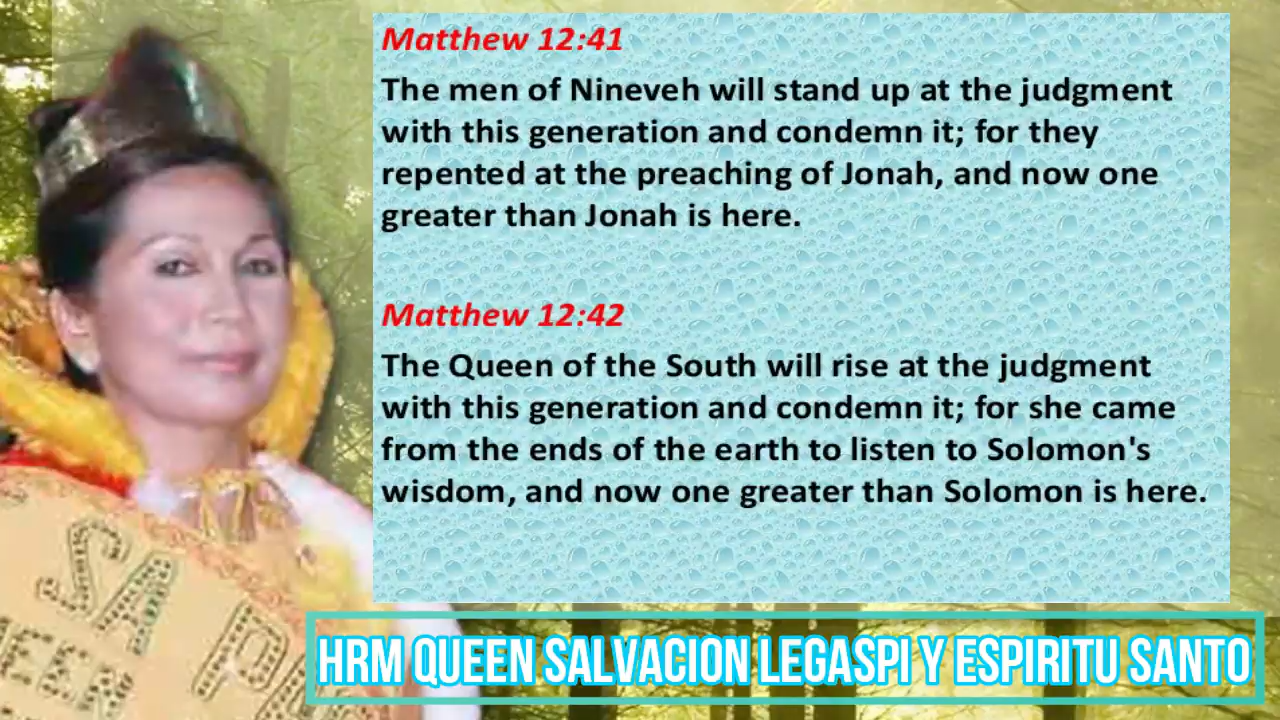 Matthew 12:41
The men of Nineveh will stand up at the judgment
with this generation and condemn it; for they
repented at the preaching of Jonah, and now one
greater than Jonah is here.
Matthew 12:42
The Queen of the South will rise at the judgment
with this generation and condemn it; for she came
from the ends of the earth to listen to Solomon's
wisdom, and now one greater than Solomon is here.
SA
HRM QUEEN SALVACION LEGASPI Y ESPIRITU SANTO